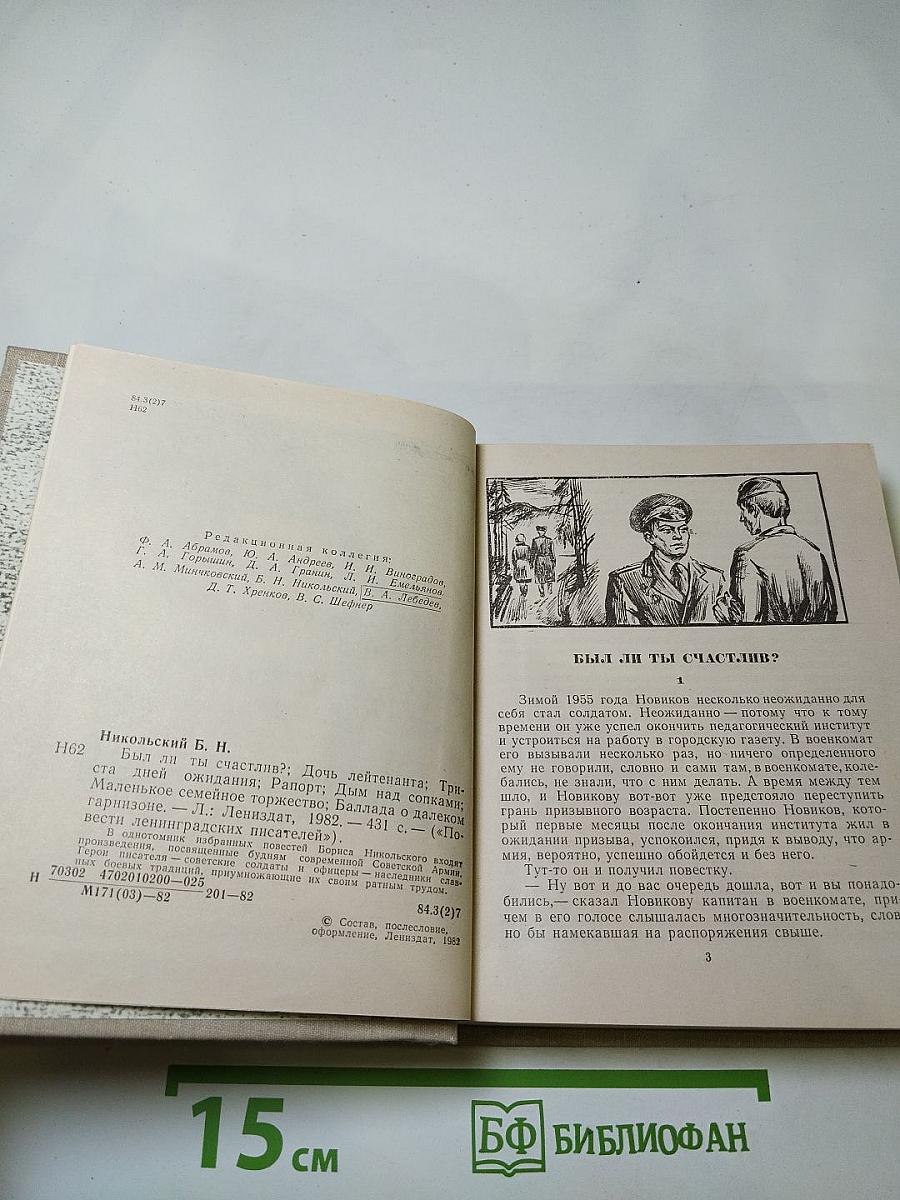 84.3(2)7
Н62
Редакционная коллегия:
Ф. А. Абрамов, Ю. А. Андреев, И. И. Виноградов,
Г. А. Горышин, Д. А. Гранин, Л. И. Емельянов,
А. М. Минчковский, Б. Н. Никольский, В. А. Лебедев,
Д. Т. Хренков, В. С. Шефнер
Никольский Б. Н.
Н62 Был ли ты счастлив?; Дочь лейтенанта; Три-
ста дней ожидания; Рапорт; Дым над сопками;
Маленькое семейное торжество; Баллада о далеком
гарнизоне. — Л.: Лениздат, 1982. — 431 с. — («По-
вести ленинградских писателей»).
В однотомник избранных повестей Бориса Никольского входят
произведения, посвященные будням современной Советской Армии.
Герои писателя — советские солдаты и офицеры — наследники слав-
ных боевых традиций, приумножающие их своим ратным трудом.
Н 70302 4702010200—025
М171(03)—82 201—82
84.3(2)7
© Состав, послесловие,
оформление, Лениздат, 1982
БЫЛ ЛИ ТЫ СЧАСТЛИВ?
1
Зимой 1955 года Новиков несколько неожиданно для
себя стал солдатом. Неожиданно — потому что к тому
времени он уже успел окончить педагогический институт
и устроиться на работу в городскую газету. В военкомат
его вызывали несколько раз, но ничего определенного
ему не говорили, словно и сами там, в военкомате, коле-
бались, не знали, что с ним делать. А время между тем
шло, и Новикову вот-вот уже предстояло переступить
грань призывного возраста. Постепенно Новиков, кото-
рый первые месяцы после окончания института жил в
ожидании призыва, успокоился, придя к выводу, что ар-
мия, вероятно, успешно обойдется и без него.
Тут-то он и получил повестку.
— Ну вот и до вас очередь дошла, вот и вы понадо-
бились,— сказал Новикову капитан в военкомате, при-
чем в его голосе слышалась многозначительность, слов
но бы намекавшая на распоряжения свыше.
3
15 см
БФ БИБЛИОФАН